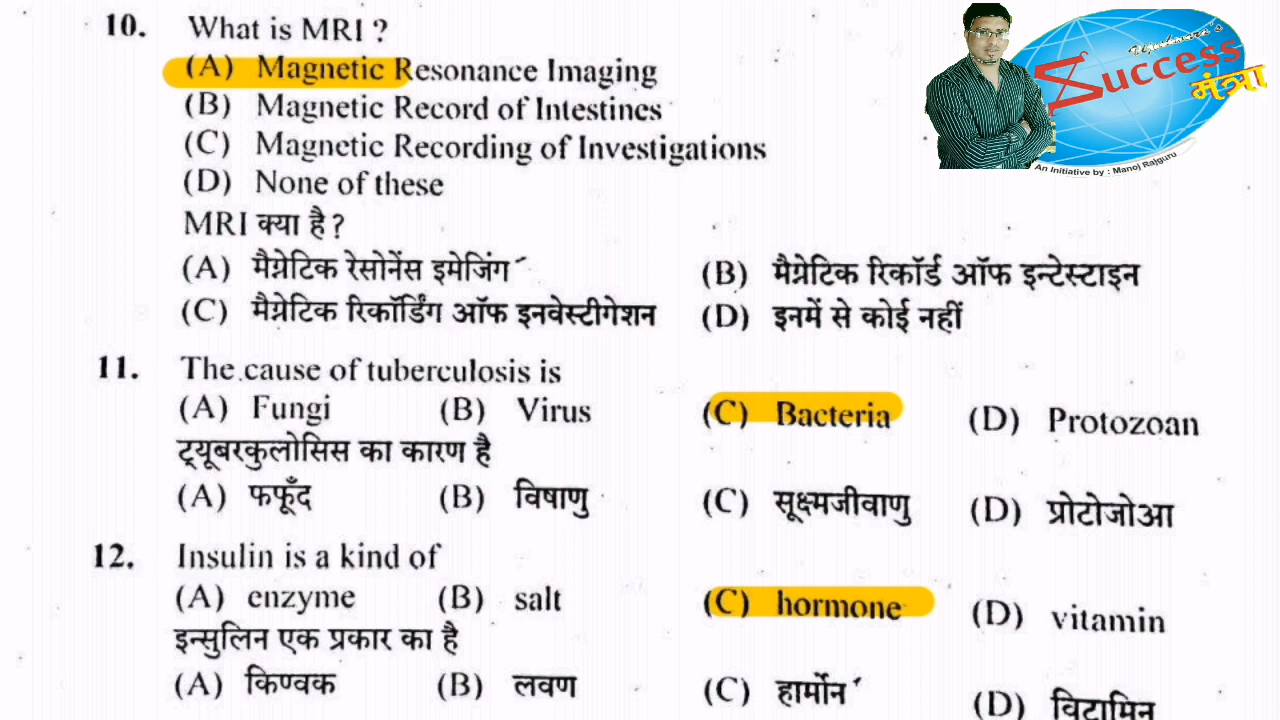 10. What is MRI ?
(A) Magnetic Resonance Imaging
(B) Magnetic Record of Intestines
(C) Magnetic Recording of Investigations
(D) None of these
MRI क्या है ?
(A) मैग्नेटिक रेसोनेंस इमेजिंग (B) मैग्नेटिक रिकॉर्ड ऑफ इन्टेस्टाइन
(C) मैग्नेटिक रिकॉर्डिंग ऑफ इनवेस्टीगेशन (D) इनमें से कोई नहीं
11. The cause of tuberculosis is
(A) Fungi (B) Virus (C) Bacteria (D) Protozoan
ट्यूबरकुलोसिस का कारण है
(A) फफूँद (B) विषाणु (C) सूक्ष्मजीवाणु (D) प्रोटोजोआ
12. Insulin is a kind of
(A) enzyme (B) salt (C) hormone (D) vitamin
इन्सुलिन एक प्रकार का है
(A) किण्वक (B) लवण (C) हार्मोन (D) विटामिन
Success
मंत्रा
An Initiative by : Manoj Rajguru